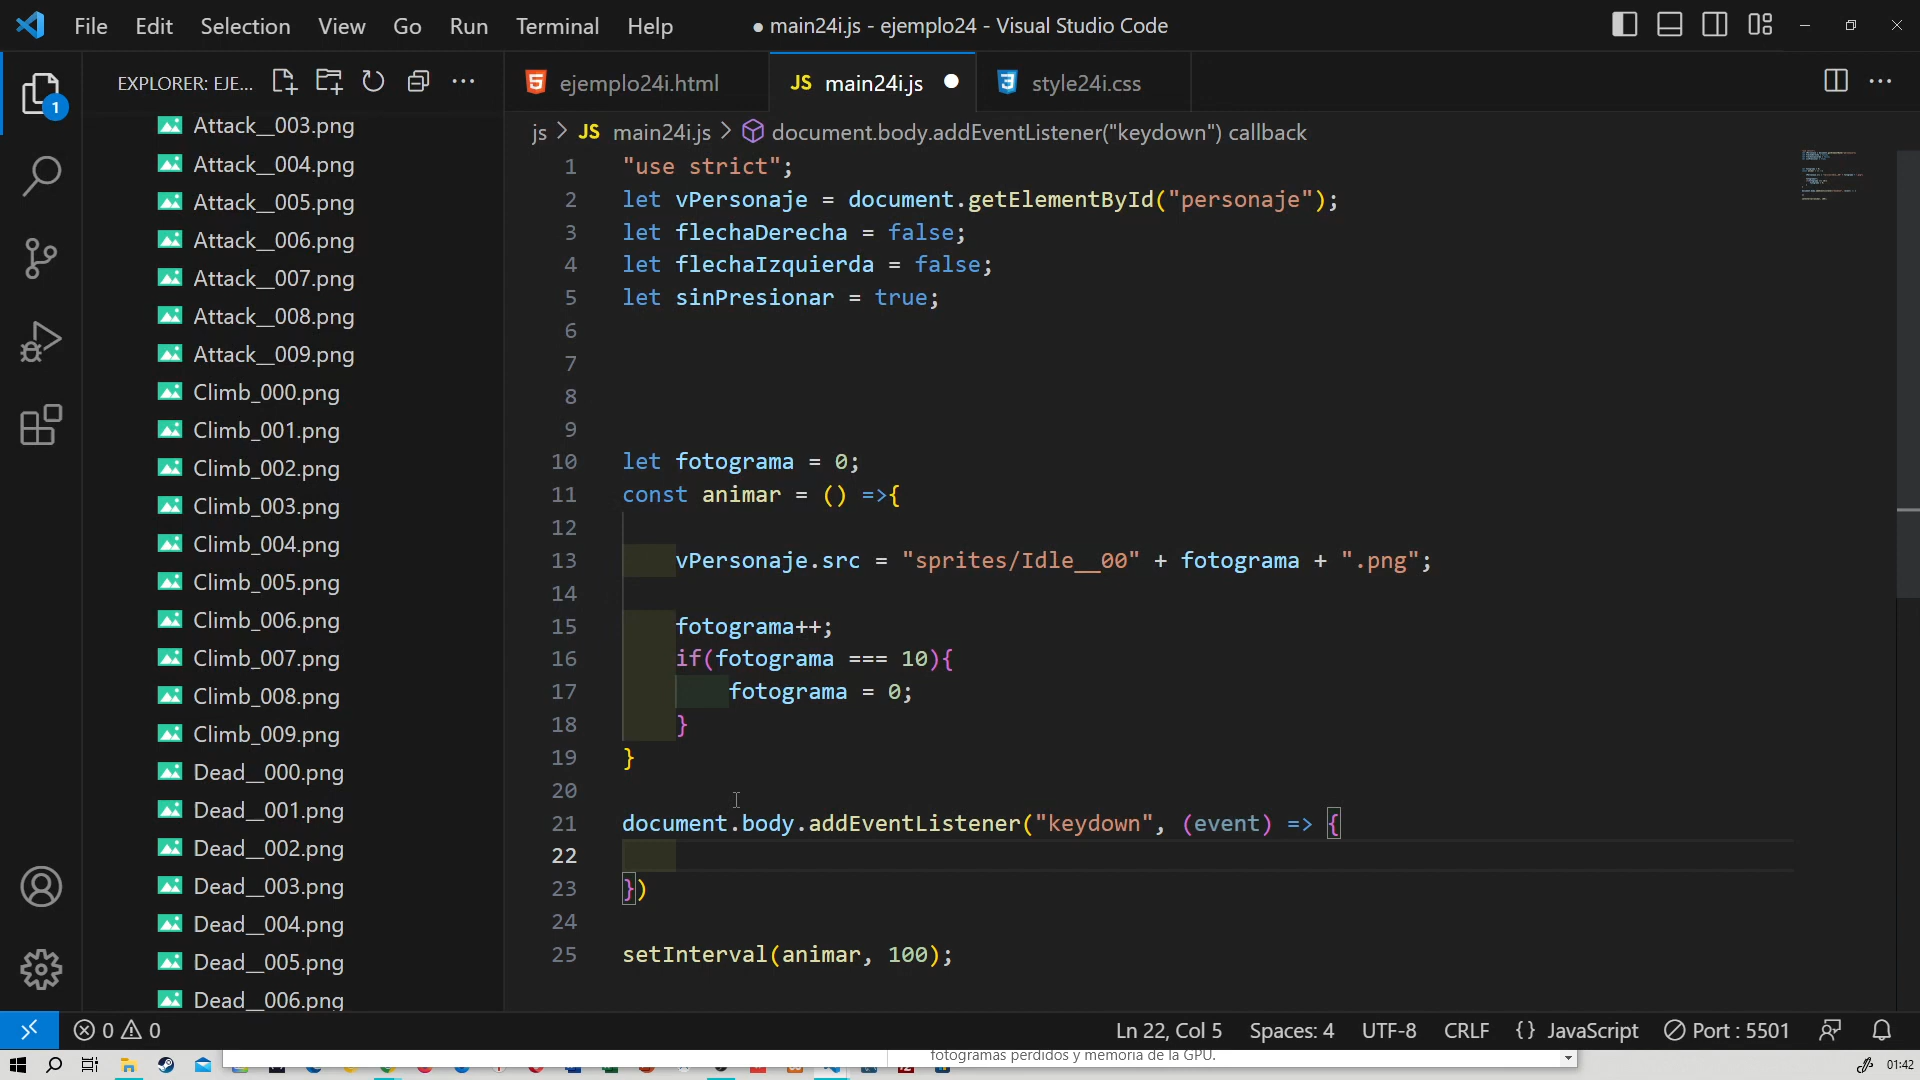 File Edit Selection View Go Run Terminal Help
● main24i.js - ejemplo24 - Visual Studio Code
EXPLORER: EJE...
ejemplo24i.html
JS main24i.js
style24i.css
1
js > JS main24i.js > document.body.addEventListener("keydown") callback
Attack__003.png
Attack__004.png
Attack__005.png
Attack__006.png
Attack__007.png
Attack__008.png
Attack__009.png
Climb_000.png
Climb_001.png
Climb_002.png
Climb_003.png
Climb_004.png
Climb_005.png
Climb_006.png
Climb_007.png
Climb_008.png
Climb_009.png
Dead__000.png
Dead__001.png
Dead__002.png
Dead__003.png
Dead__004.png
Dead__005.png
Dead__006.png
1 "use strict";
2 let vPersonaje = document.getElementById("personaje");
3 let flechaDerecha = false;
4 let flechaIzquierda = false;
5 let sinPresionar = true;
6
7
8
9
10 let fotograma = 0;
11 const animar = () =>{
12
13 vPersonaje.src = "sprites/Idle__00" + fotograma + ".png";
14
15 fotograma++;
16 if(fotograma === 10){
17 fotograma = 0;
18 }
19 }
20
21 document.body.addEventListener("keydown", (event) => {
22
23 })
24
25 setInterval(animar, 100);
0 0
Ln 22, Col 5 Spaces: 4 UTF-8 CRLF {} JavaScript Port : 5501
fotogramas perdidos y memoria de la GPU.
01:42